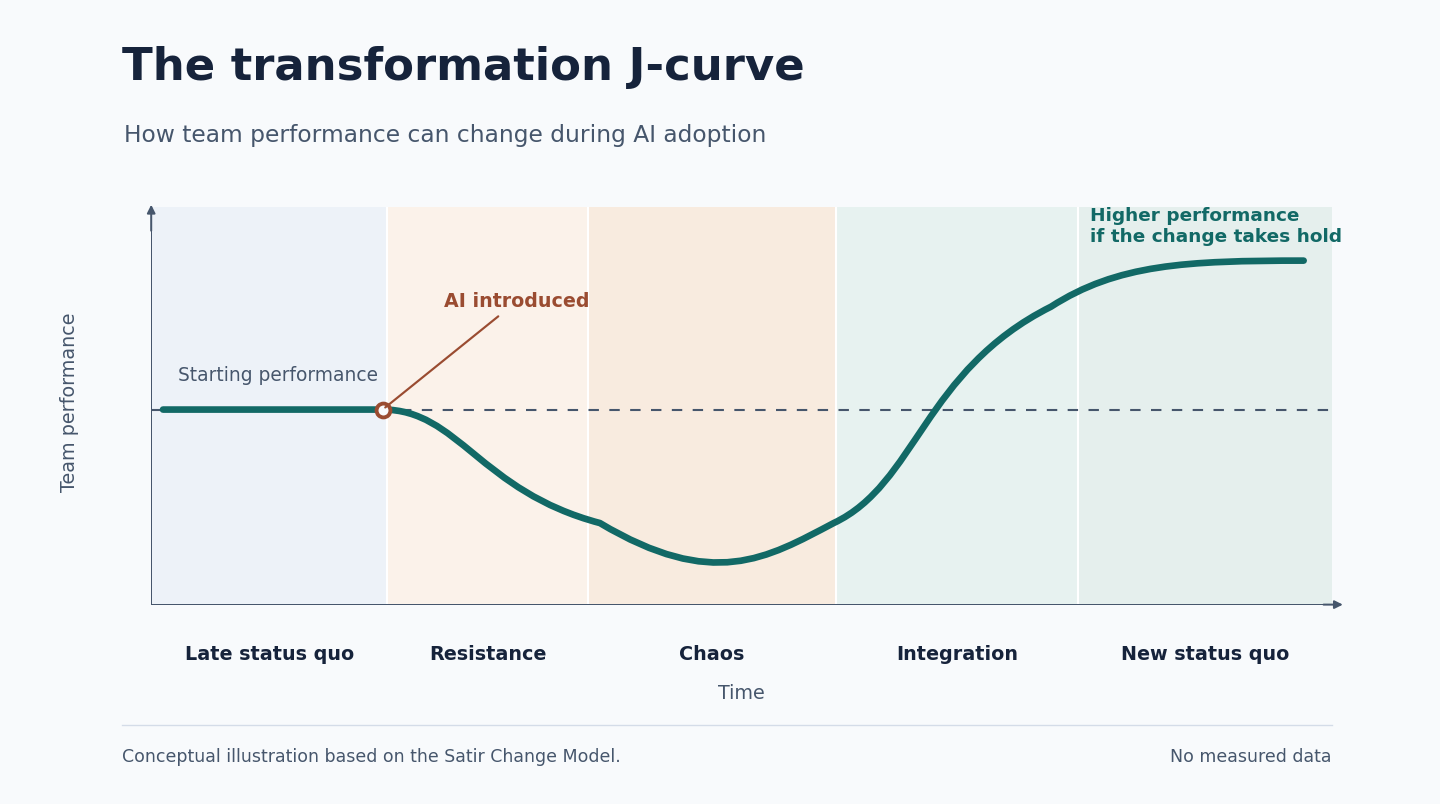 The transformation J-curve
How team performance can change during AI adoption
Higher performance
if the change takes hold
AI introduced
Starting performance
Team performance
Late status quo
Resistance
Chaos
Integration
New status quo
Time
Conceptual illustration based on the Satir Change Model.
No measured data